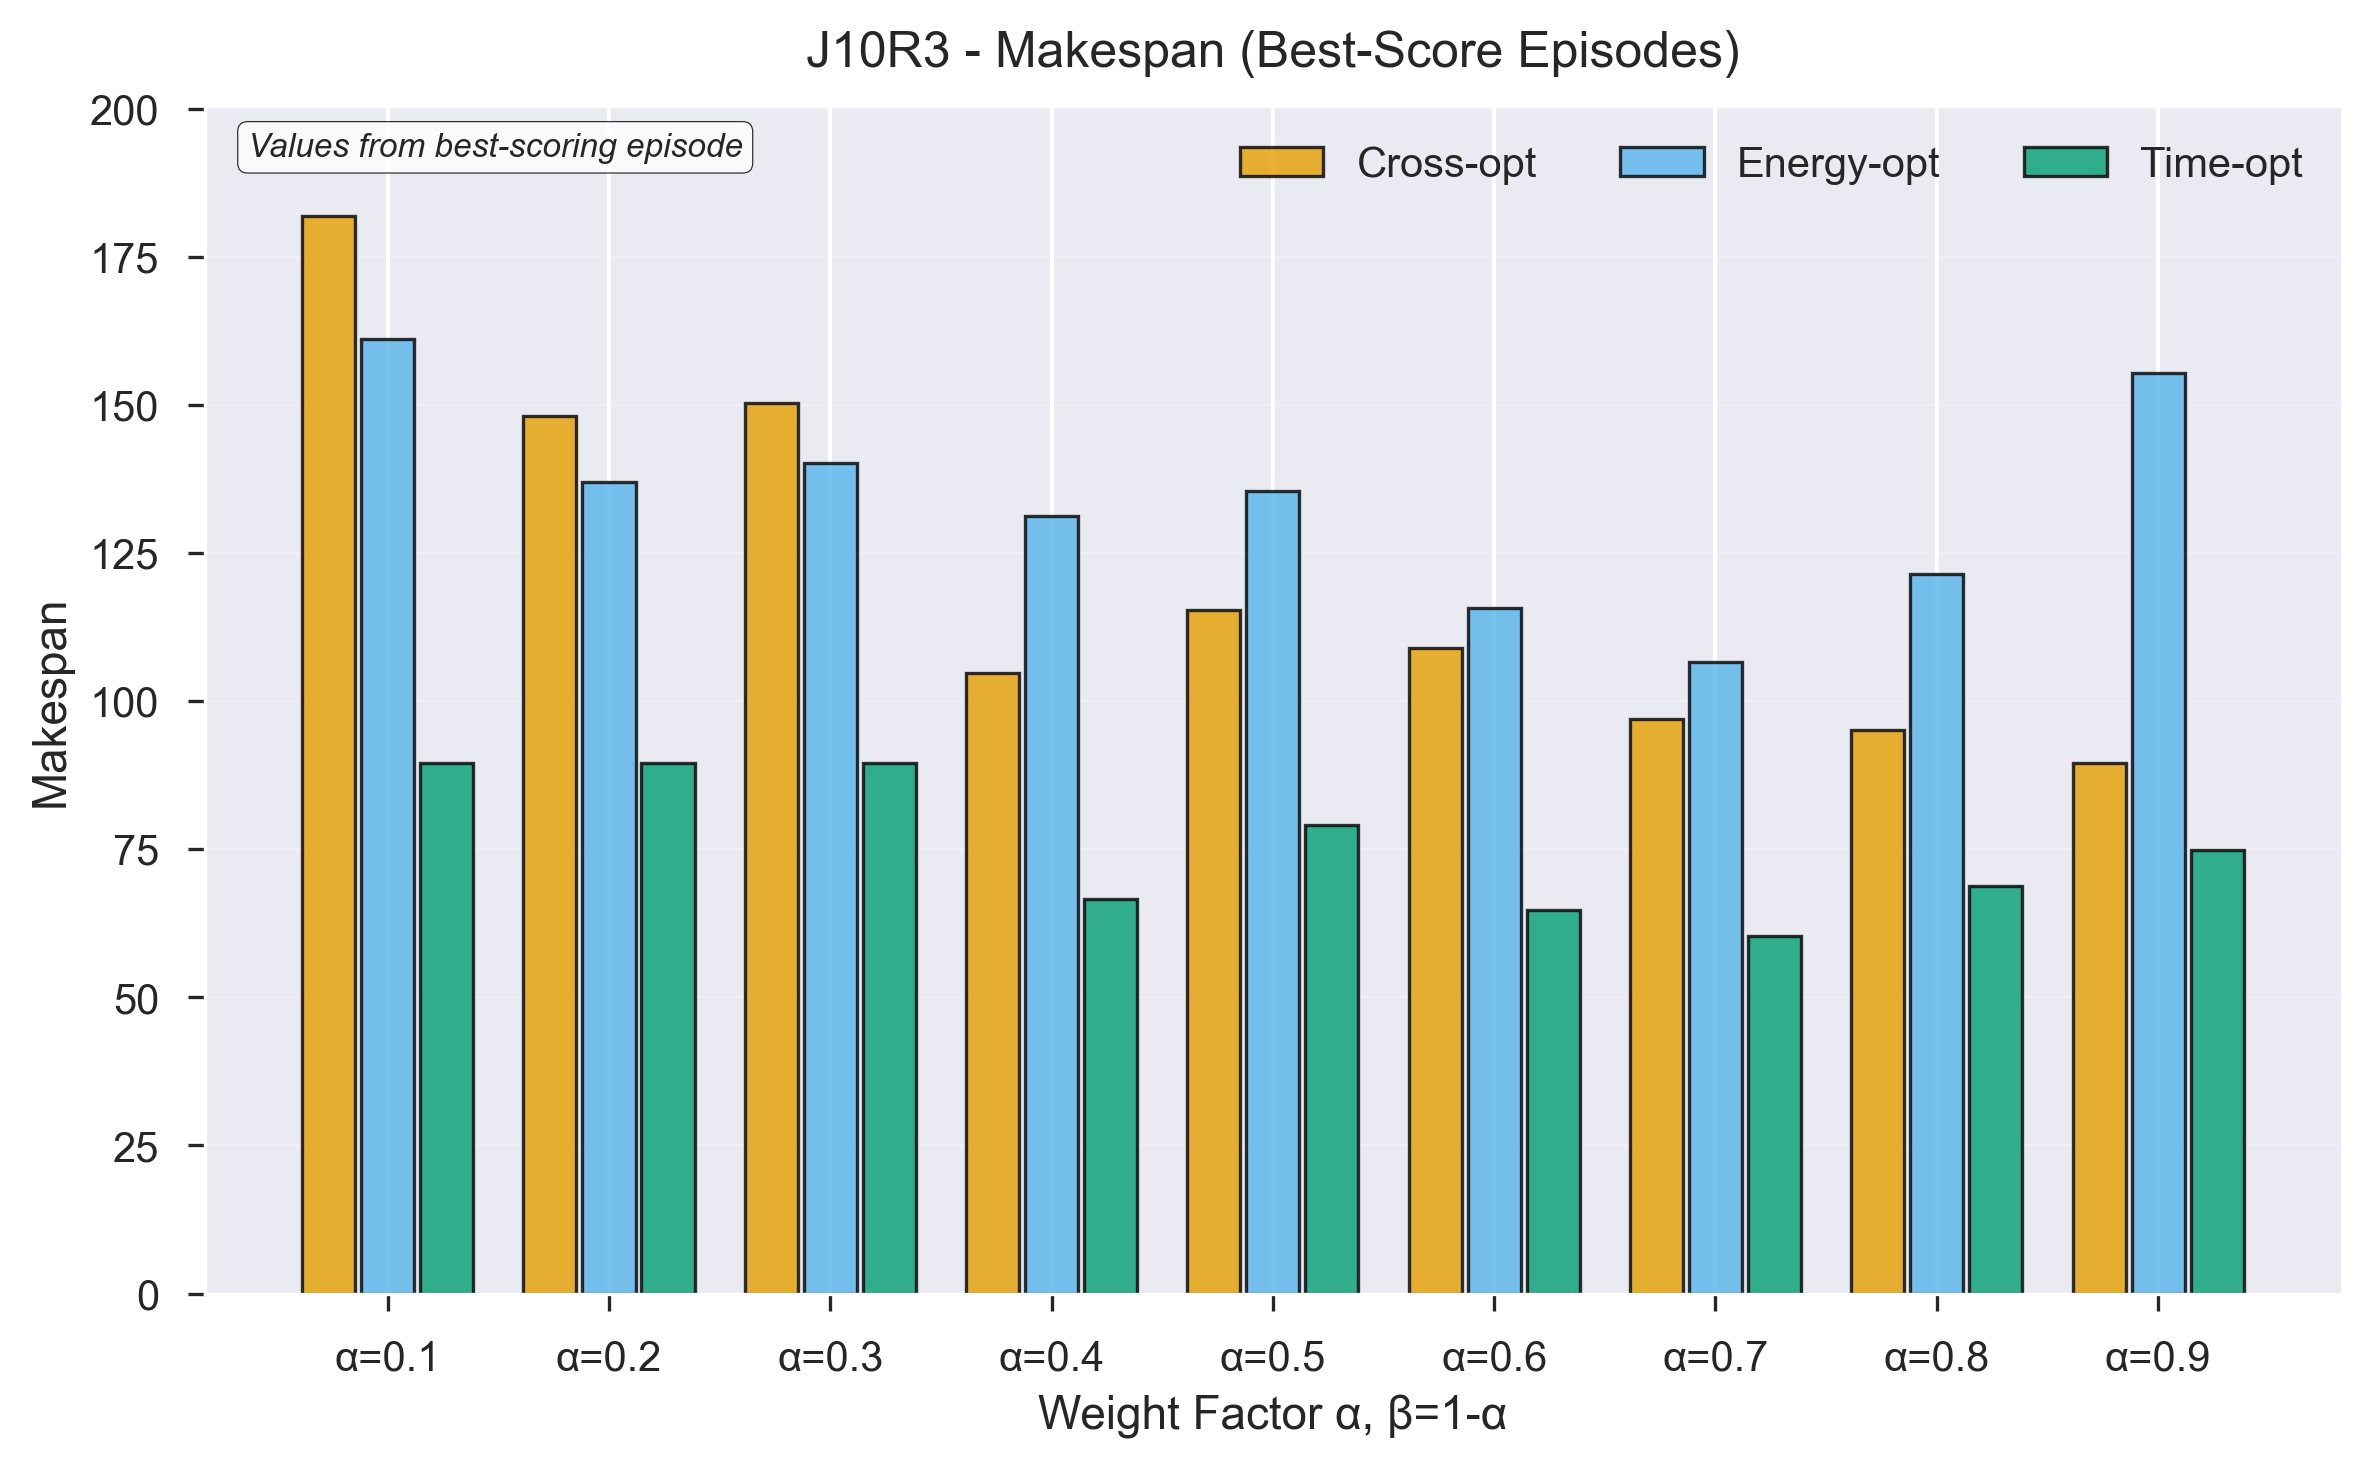 J10R3 - Makespan (Best-Score Episodes)
Values from best-scoring episode
Cross-opt
Energy-opt
Time-opt
Makespan
200
175
150
125
100
75
50
25
0
α=0.1
α=0.2
α=0.3
α=0.4
α=0.5
α=0.6
α=0.7
α=0.8
α=0.9
Weight Factor α, β=1-α